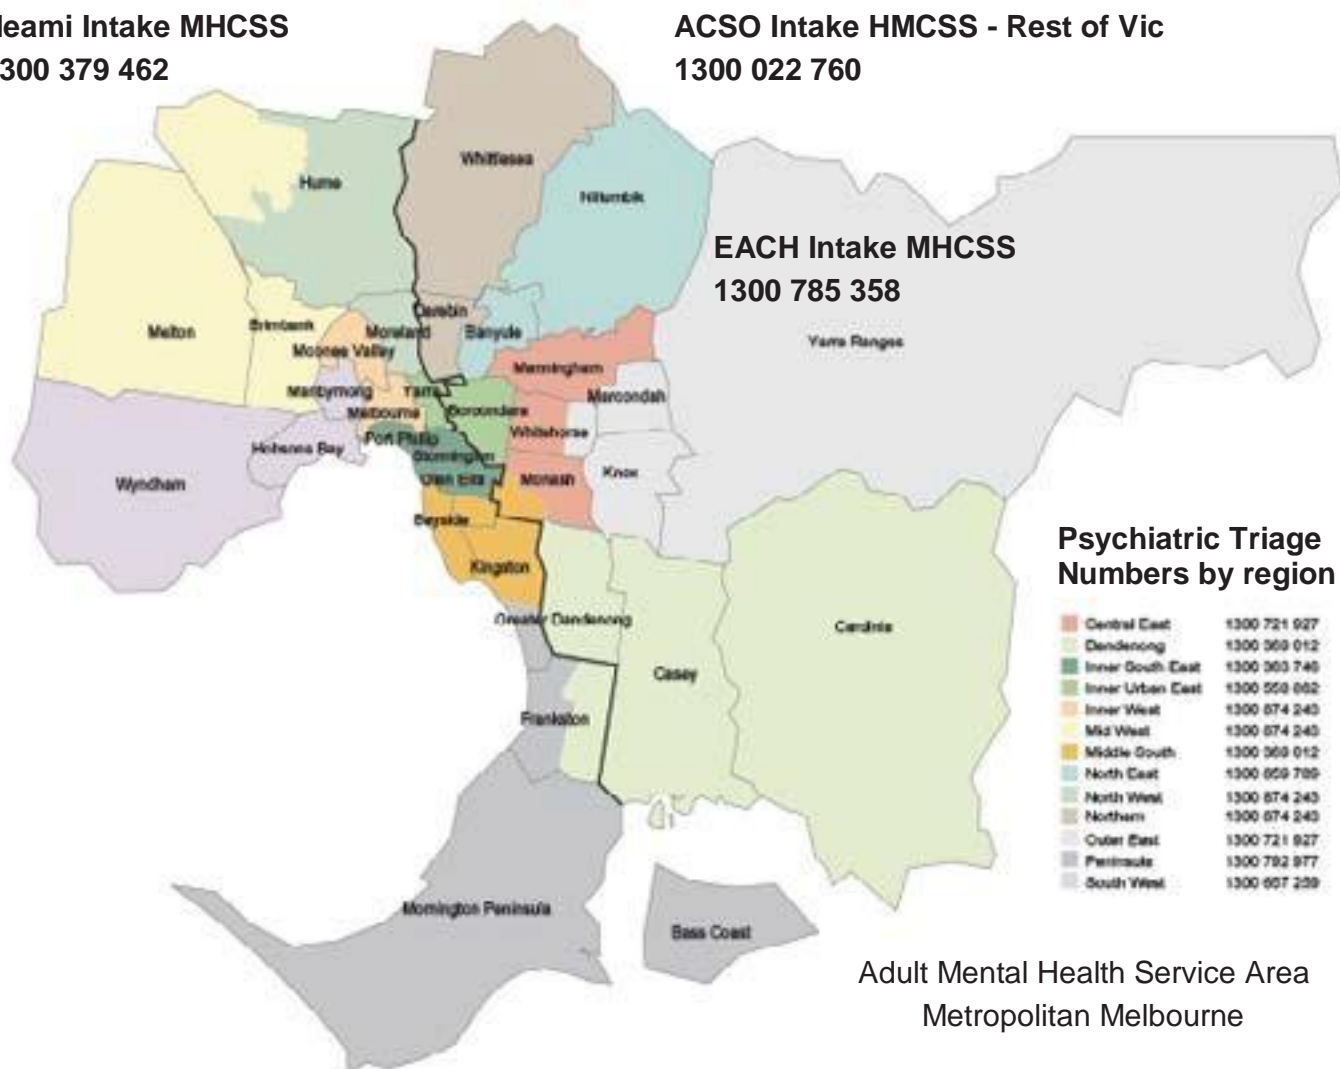 eami Intake MHCSS
300 379 462
ACSO Intake HMCSS - Rest of Vic
1300 022 760
EACH Intake MHCSS
1300 785 358
Whittlesea
Hume
Nillumbik
Darebin
Melton
Brimbank
Moreland
Banyule
Yarra Ranges
Moonee Valley
Manningham
Maribyrnong
Yarra
Maroondah
Melbourne
Boroondara
Whitehorse
Port Phillip
Hobsons Bay
Stonnington
Wyndham
Glen Eira
Monash
Knox
Bayside
Kingston
Greater Dandenong
Cardinia
Casey
Frankston
Mornington Peninsula
Bass Coast
Psychiatric Triage
Numbers by region
Central East 1300 721 927
Dandenong 1300 369 012
Inner South East 1300 363 746
Inner Urban East 1300
Inner West 1300 874 243
Mid West 1300 874 243
Middle South 1300 369 012
North East 1300 859 789
North West 1300 874 243
Northern 1300 874 243
Outer East 1300 721 927
Peninsula 1300 792 977
South West 1300 657 259
Adult Mental Health Service Area
Metropolitan Melbourne